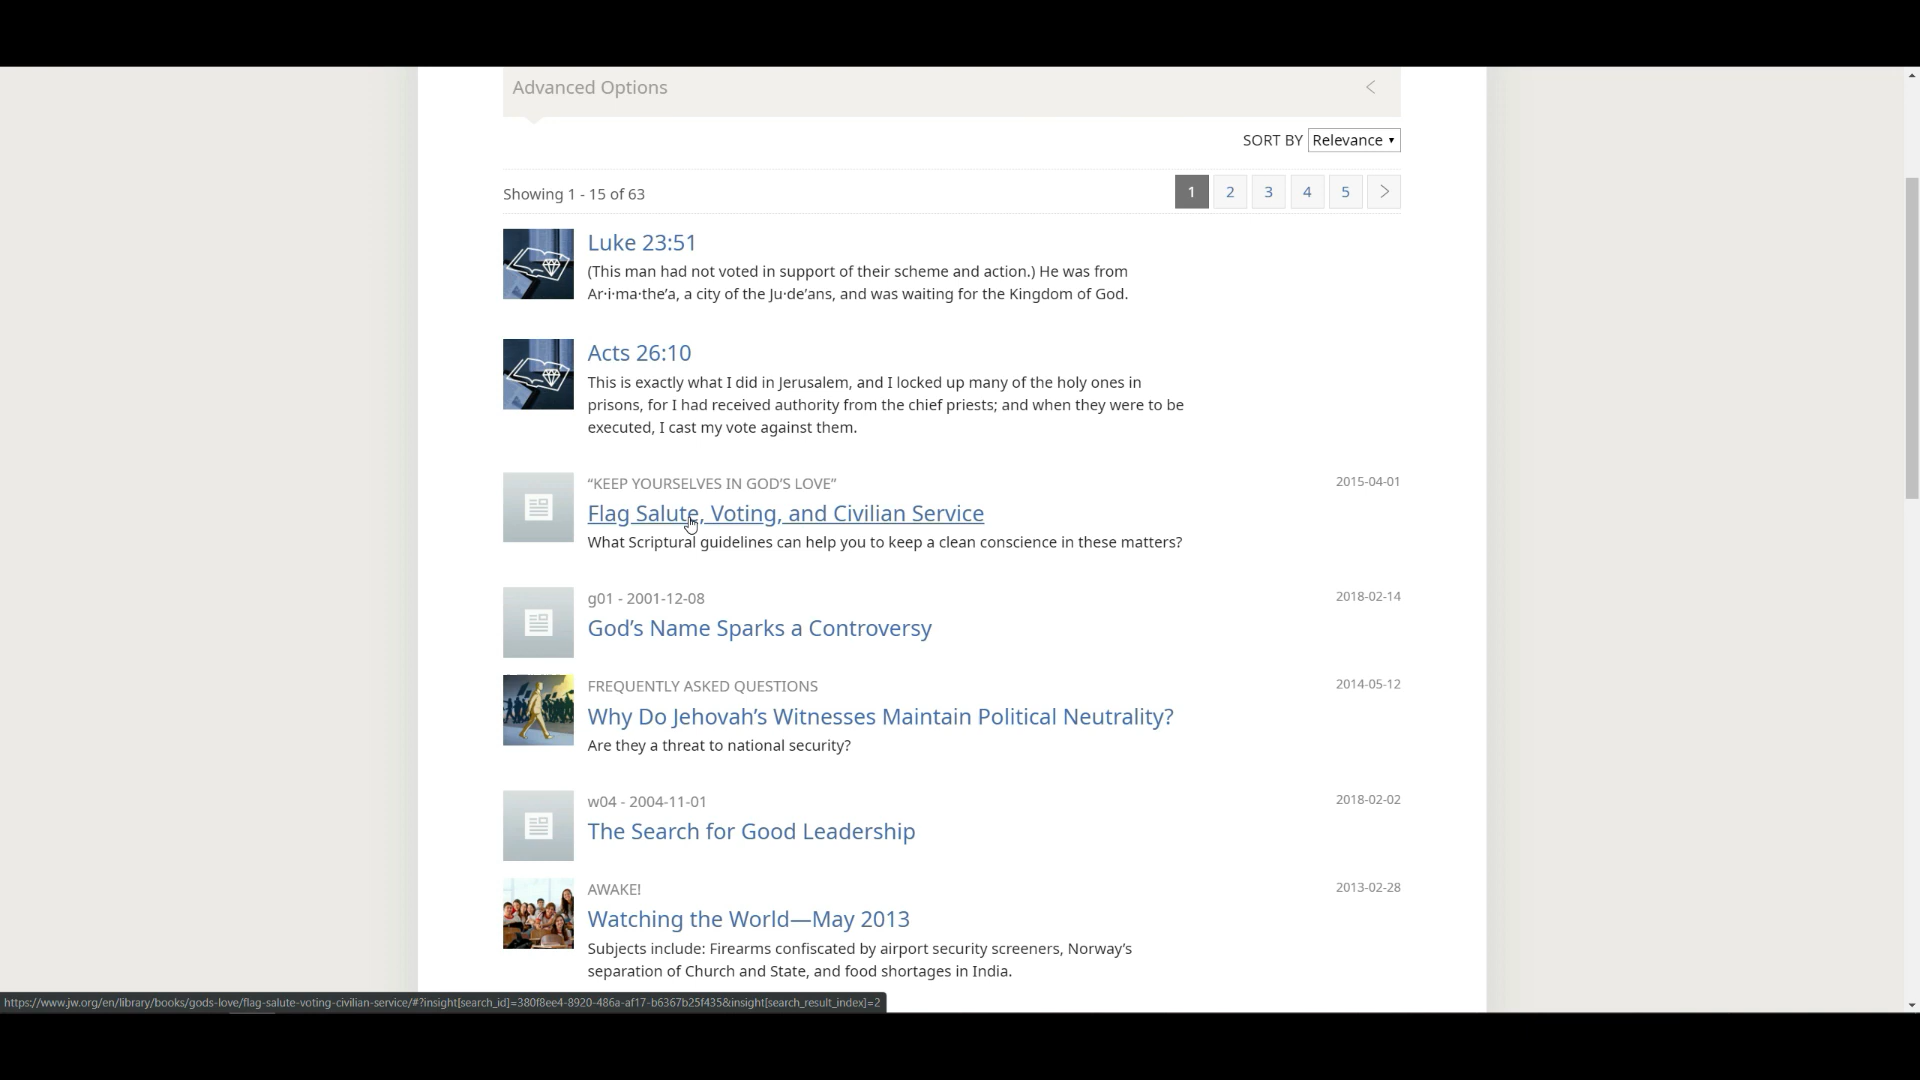 Advanced Options
SORT BY Relevance
Showing 1 - 15 of 63
1 2 3 4 5
Luke 23:51
(This man had not voted in support of their scheme and action.) He was from
Ar·i·ma·the′a, a city of the Ju·de′ans, and was waiting for the Kingdom of God.
Acts 26:10
This is exactly what I did in Jerusalem, and I locked up many of the holy ones in
prisons, for I had received authority from the chief priests; and when they were to be
executed, I cast my vote against them.
“KEEP YOURSELVES IN GOD’S LOVE” 2015-04-01
Flag Salute, Voting, and Civilian Service
What Scriptural guidelines can help you to keep a clean conscience in these matters?
g01 - 2001-12-08 2018-02-14
God’s Name Sparks a Controversy
FREQUENTLY ASKED QUESTIONS 2014-05-12
Why Do Jehovah’s Witnesses Maintain Political Neutrality?
Are they a threat to national security?
w04 - 2004-11-01 2018-02-02
The Search for Good Leadership
AWAKE! 2013-02-28
Watching the World—May 2013
Subjects include: Firearms confiscated by airport security screeners, Norway’s
separation of Church and State, and food shortages in India.
https://www.jw.org/en/library/books/gods-love/flag-salute-voting-civilian-service/#?insight[search_id]=380f8ee4-8920-486a-af17-b6367b25f435&insight[search_result_index]=2